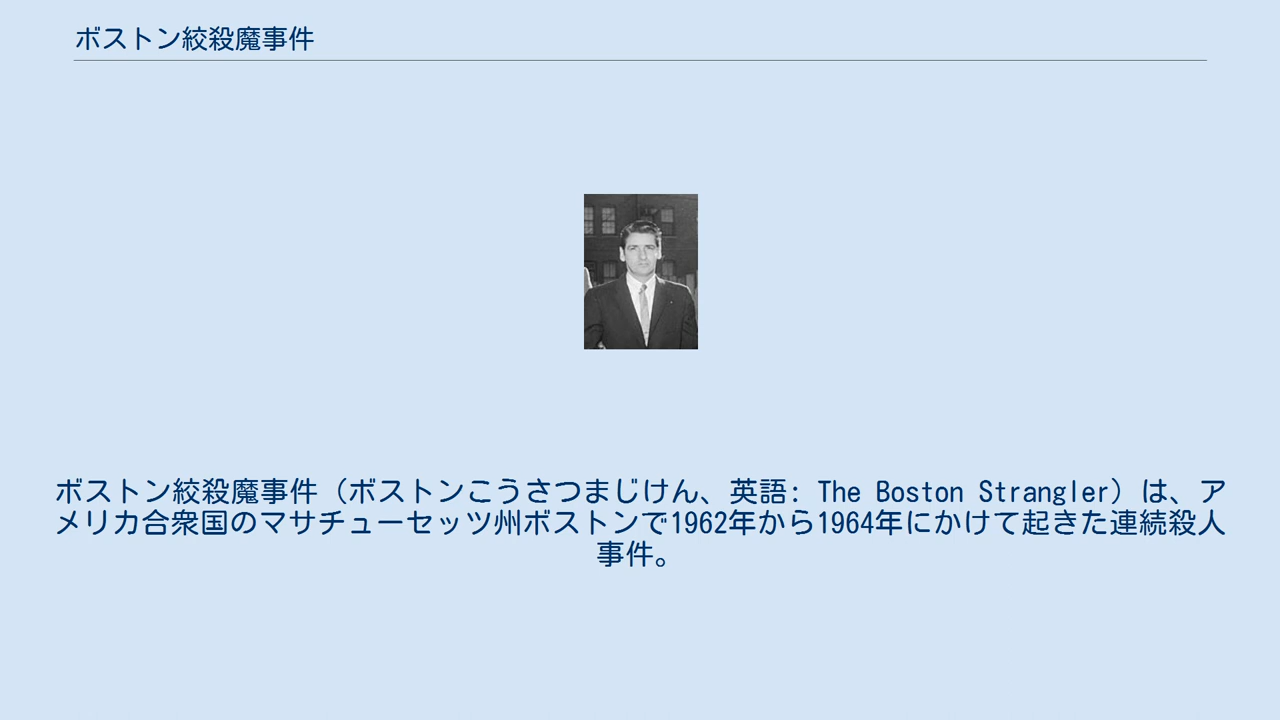 ボストン絞殺魔事件
ボストン絞殺魔事件（ボストンこうさつまじけん、英語: The Boston Strangler）は、ア
メリカ合衆国のマサチューセッツ州ボストンで1962年から1964年にかけて起きた連続殺人
事件。